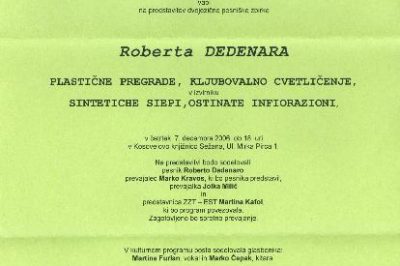 vabi
na predstavitev dvojezične pesniške zbirke
Roberta DEDENARA
PLASTIČNE PREGRADE, KLJUBOVALNO CVETLIČENJE,
v izvirniku
SINTETICHE SIEPI, OSTINATE INFIORAZIONI,
v četrtek, 7. decembra 2006 ob 18. uri
v Kosovelovo knjižnico Sežana, Ul. Mirka Pirca 1.
Na predstavitvi bodo sodelovali
pesnik Roberto Dedenaro
prevajalec Marko Kravos, ki bo pesnika predstavil,
prevajalka Jolka Milič
in
predstavnica ZZT – EST Martina Kafol,
ki bo program povezovala.
Zagotovljeno bo sprotno prevajanje.
V kulturnem programu bosta sodelovala glasbenika:
Martina Furlan, vokal in Marko Čepak, kitara